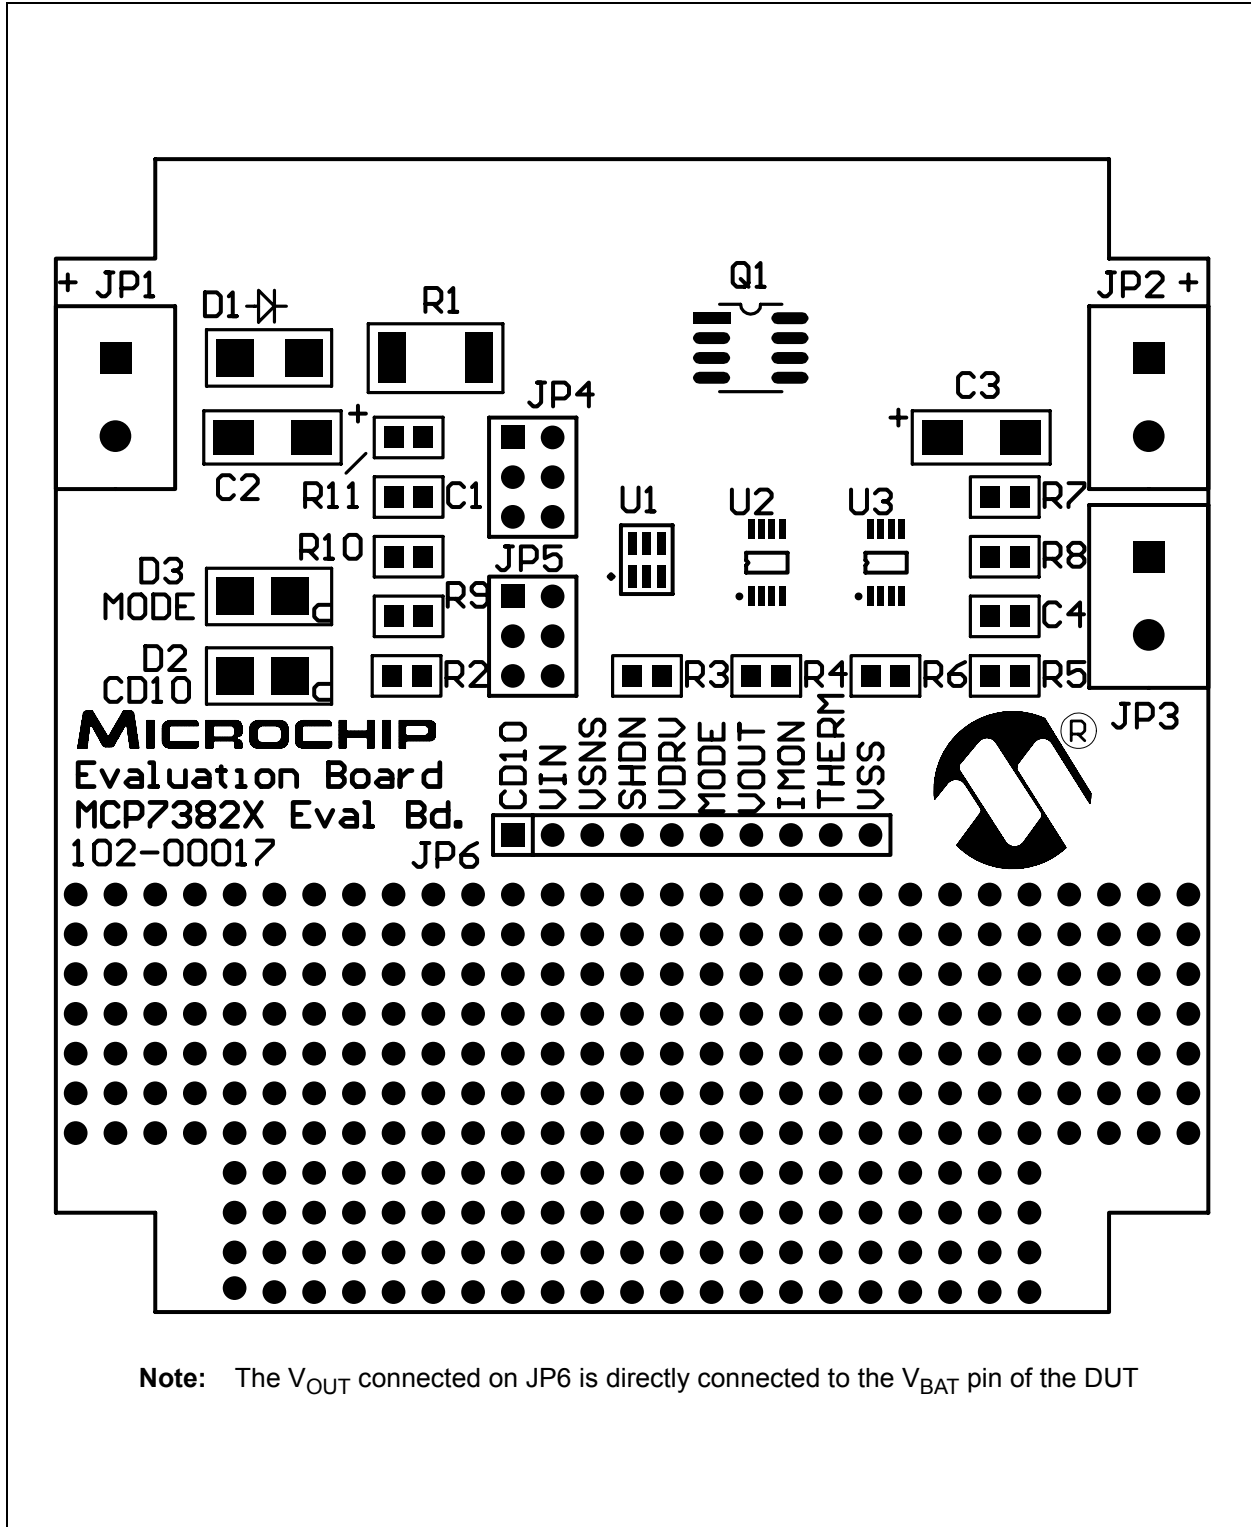 + JP1
D1
R1
Q1
JP2 +
JP4
C3
+
+
C2
R11
C1
U1
U2
U3
R7
R10
JP5
R8
D3
MODE
R9
C4
D2
CD10
R2
R3
R4
R6
R5
JP3
MICROCHIP
®
Evaluation Board
MCP7382X Eval Bd.
102-00017
JP6
CD10
VIN
VSNS
SHDN
VDRV
MODE
VOUT
IMON
THERM
VSS
Note: The VOUT connected on JP6 is directly connected to the VBAT pin of the DUT